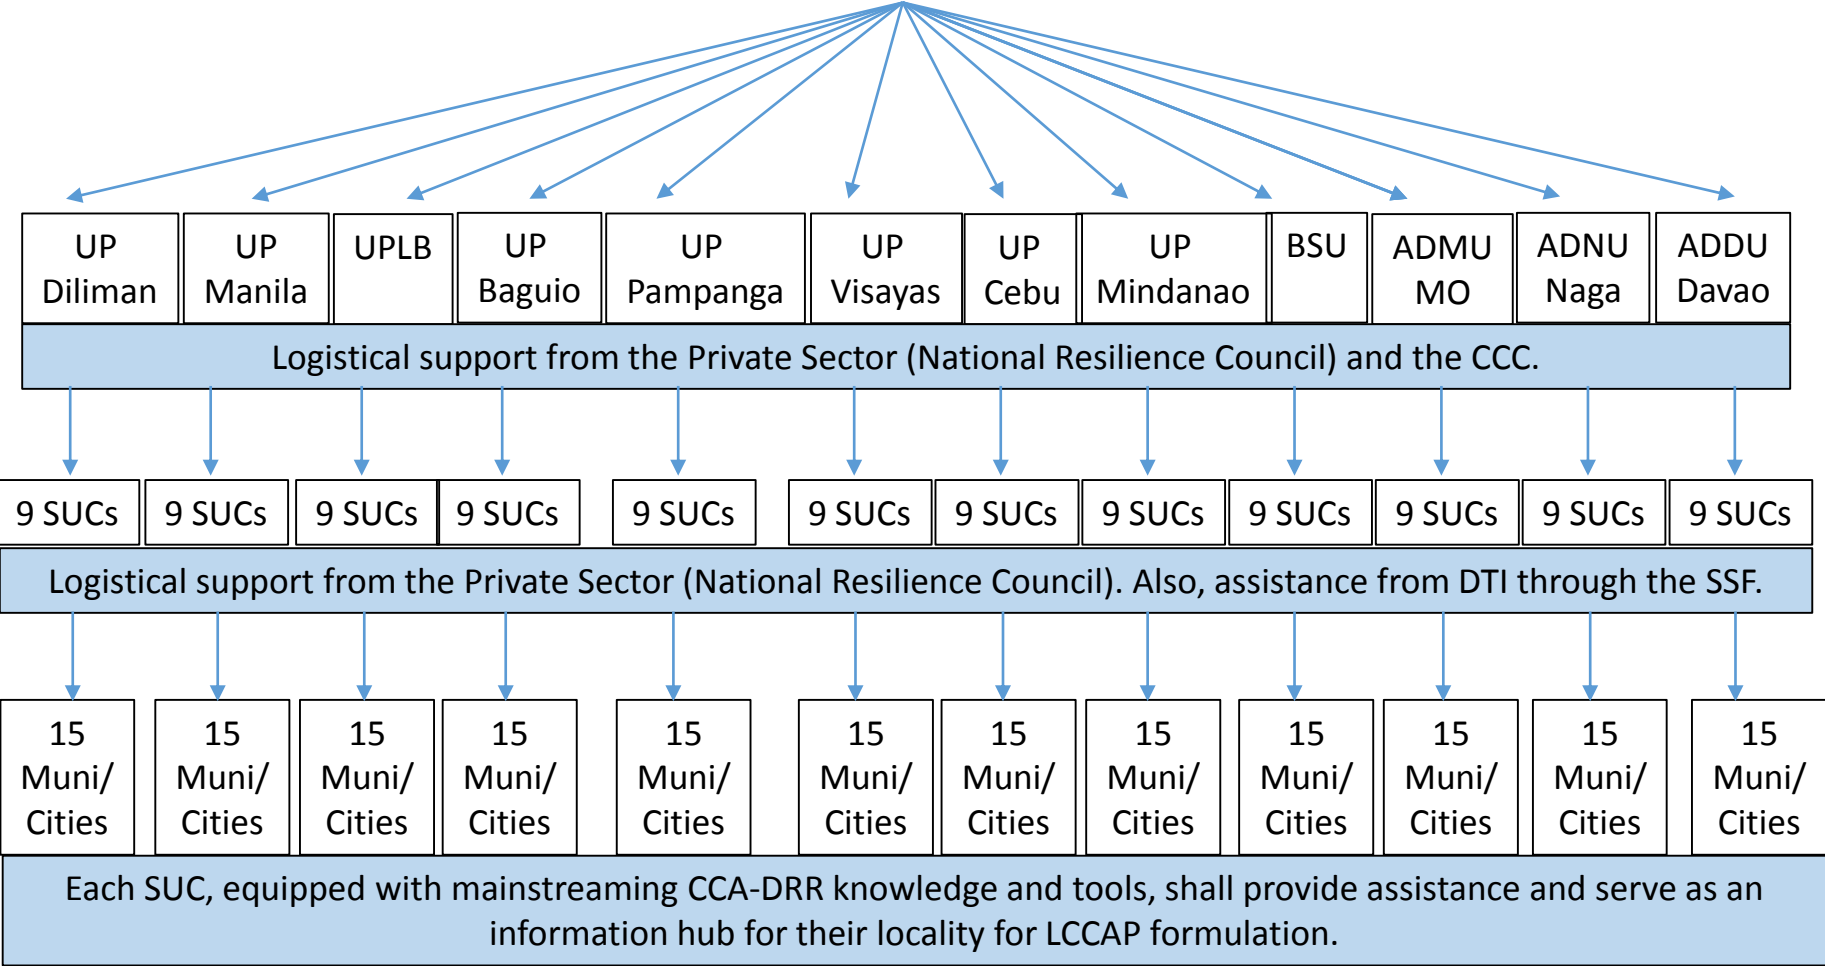 UP
Diliman
UP
Manila
UPLB
UP
Baguio
UP
Pampanga
UP
Visayas
UP
Cebu
UP
Mindanao
BSU
ADMU
MO
ADNU
Naga
ADDU
Davao
Logistical support from the Private Sector (National Resilience Council) and the CCC.
9 SUCs
9 SUCs
9 SUCs
9 SUCs
9 SUCs
9 SUCs
9 SUCs
9 SUCs
9 SUCs
9 SUCs
9 SUCs
9 SUCs
Logistical support from the Private Sector (National Resilience Council). Also, assistance from DTI through the SSF.
15
Muni/
Cities
15
Muni/
Cities
15
Muni/
Cities
15
Muni/
Cities
15
Muni/
Cities
15
Muni/
Cities
15
Muni/
Cities
15
Muni/
Cities
15
Muni/
Cities
15
Muni/
Cities
15
Muni/
Cities
15
Muni/
Cities
Each SUC, equipped with mainstreaming CCA-DRR knowledge and tools, shall provide assistance and serve as an
information hub for their locality for LCCAP formulation.